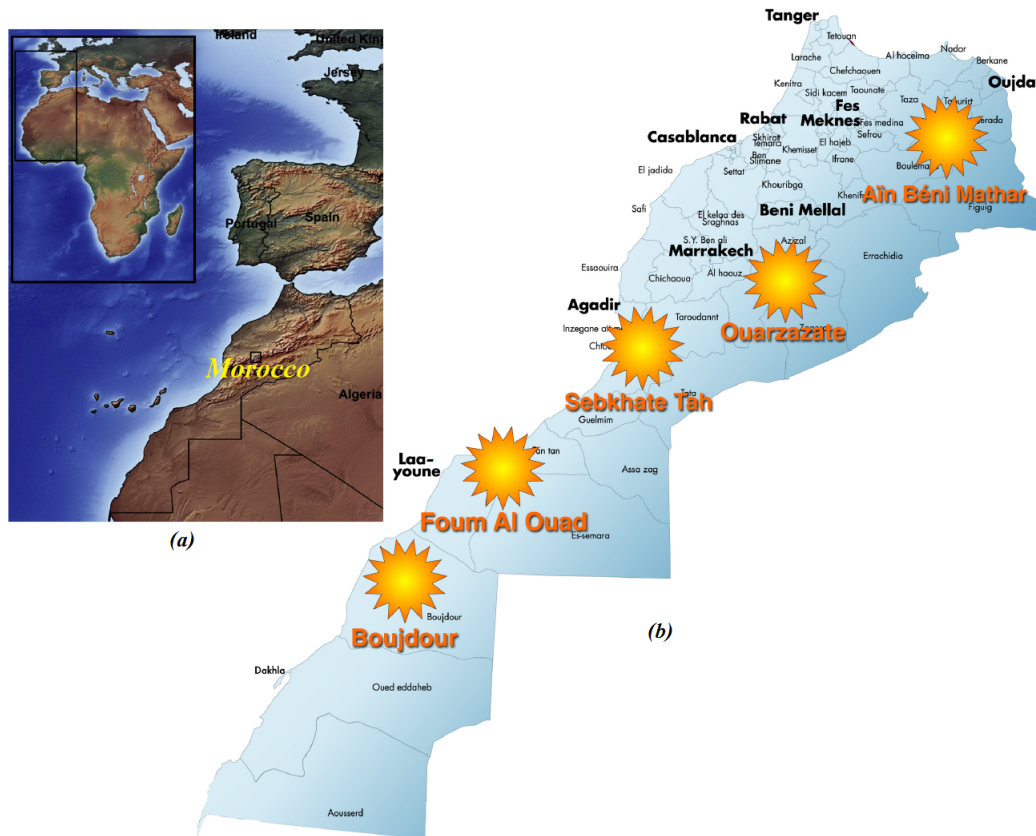 Ireland
United King
Jersey
Portugal
Spain
Morocco
Algeria
(a)
Tanger
Tetouan
Larache
Al hoceima
Nador
Berkane
Chefchaouen
Kenitra
Oujda
Sidi kacem
Taounate
Taza
Fes
Meknes
Rabat
Fes medina
Skhirat
Temara
Sefrou
Casablanca
Ben
Slimane
Khemisset
El hajeb
Ifrane
El jadida
Settat
Khouribga
Aïn Béni Mathar
Safi
Beni Mellal
Figuig
El kelga des
Sraghnas
S.Y. Ben ali
Azizal
Marrakech
Errachidia
Essaouira
Chichaoua
Al haouz
Agadir
Taroudannt
Ouarzazate
Sebkhate Tah
Tata
Guelmim
Laa-
youne
Tan tan
Assa zag
Foum Al Ouad
Es-semara
Boujdour
Boujdour
(b)
Dakhla
Oued eddaheb
Aousserd